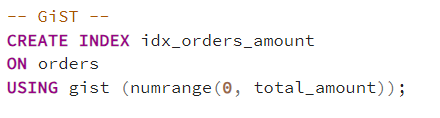 -- GiST --
CREATE INDEX idx_orders_amount
ON orders
USING gist (numrange(0, total_amount));